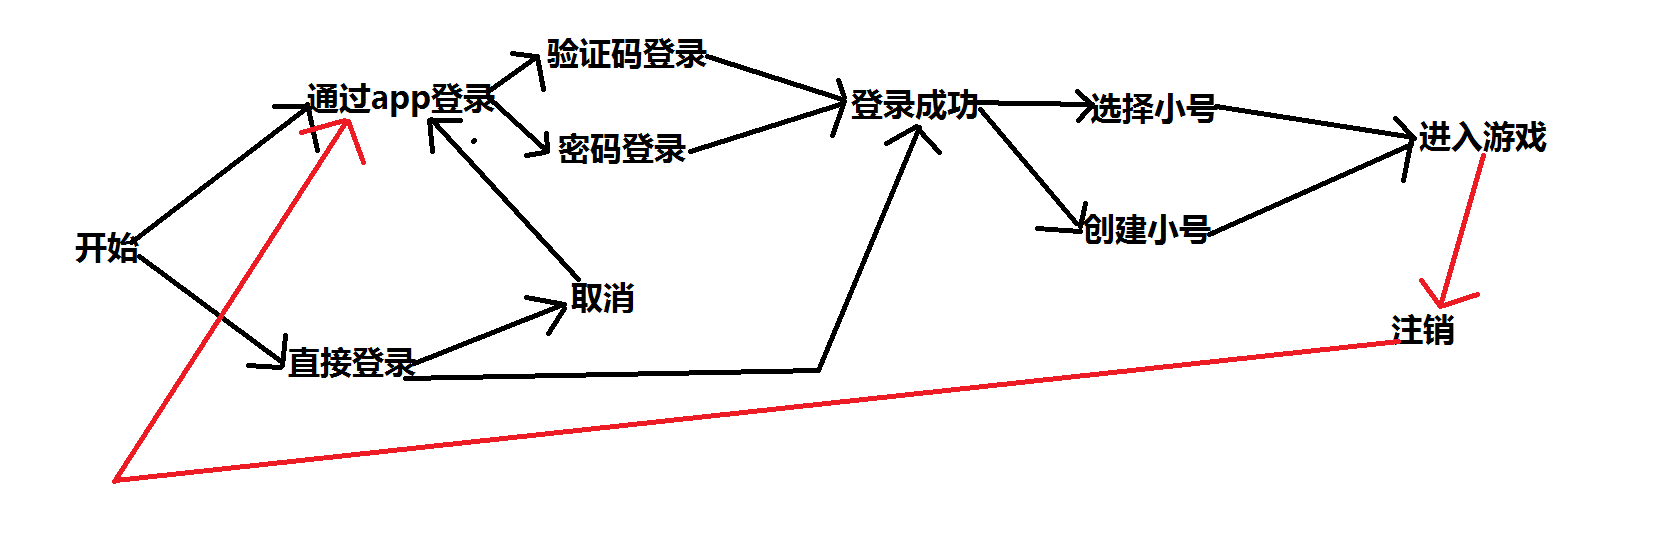 开始
通过app登录
验证码登录
密码登录
直接登录
取消
登录成功
选择小号
创建小号
进入游戏
注销